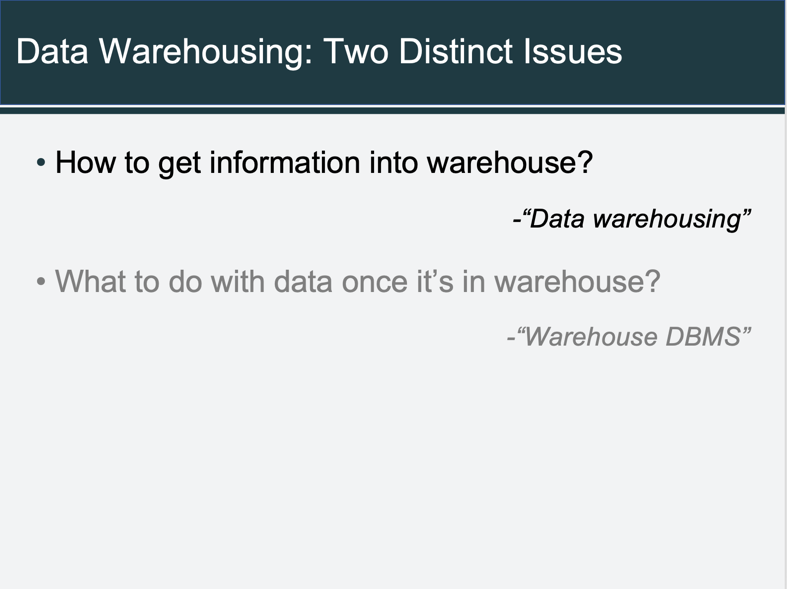 Data Warehousing: Two Distinct Issues
• How to get information into warehouse?
-“Data warehousing”
• What to do with data once it’s in warehouse?
-“Warehouse DBMS”